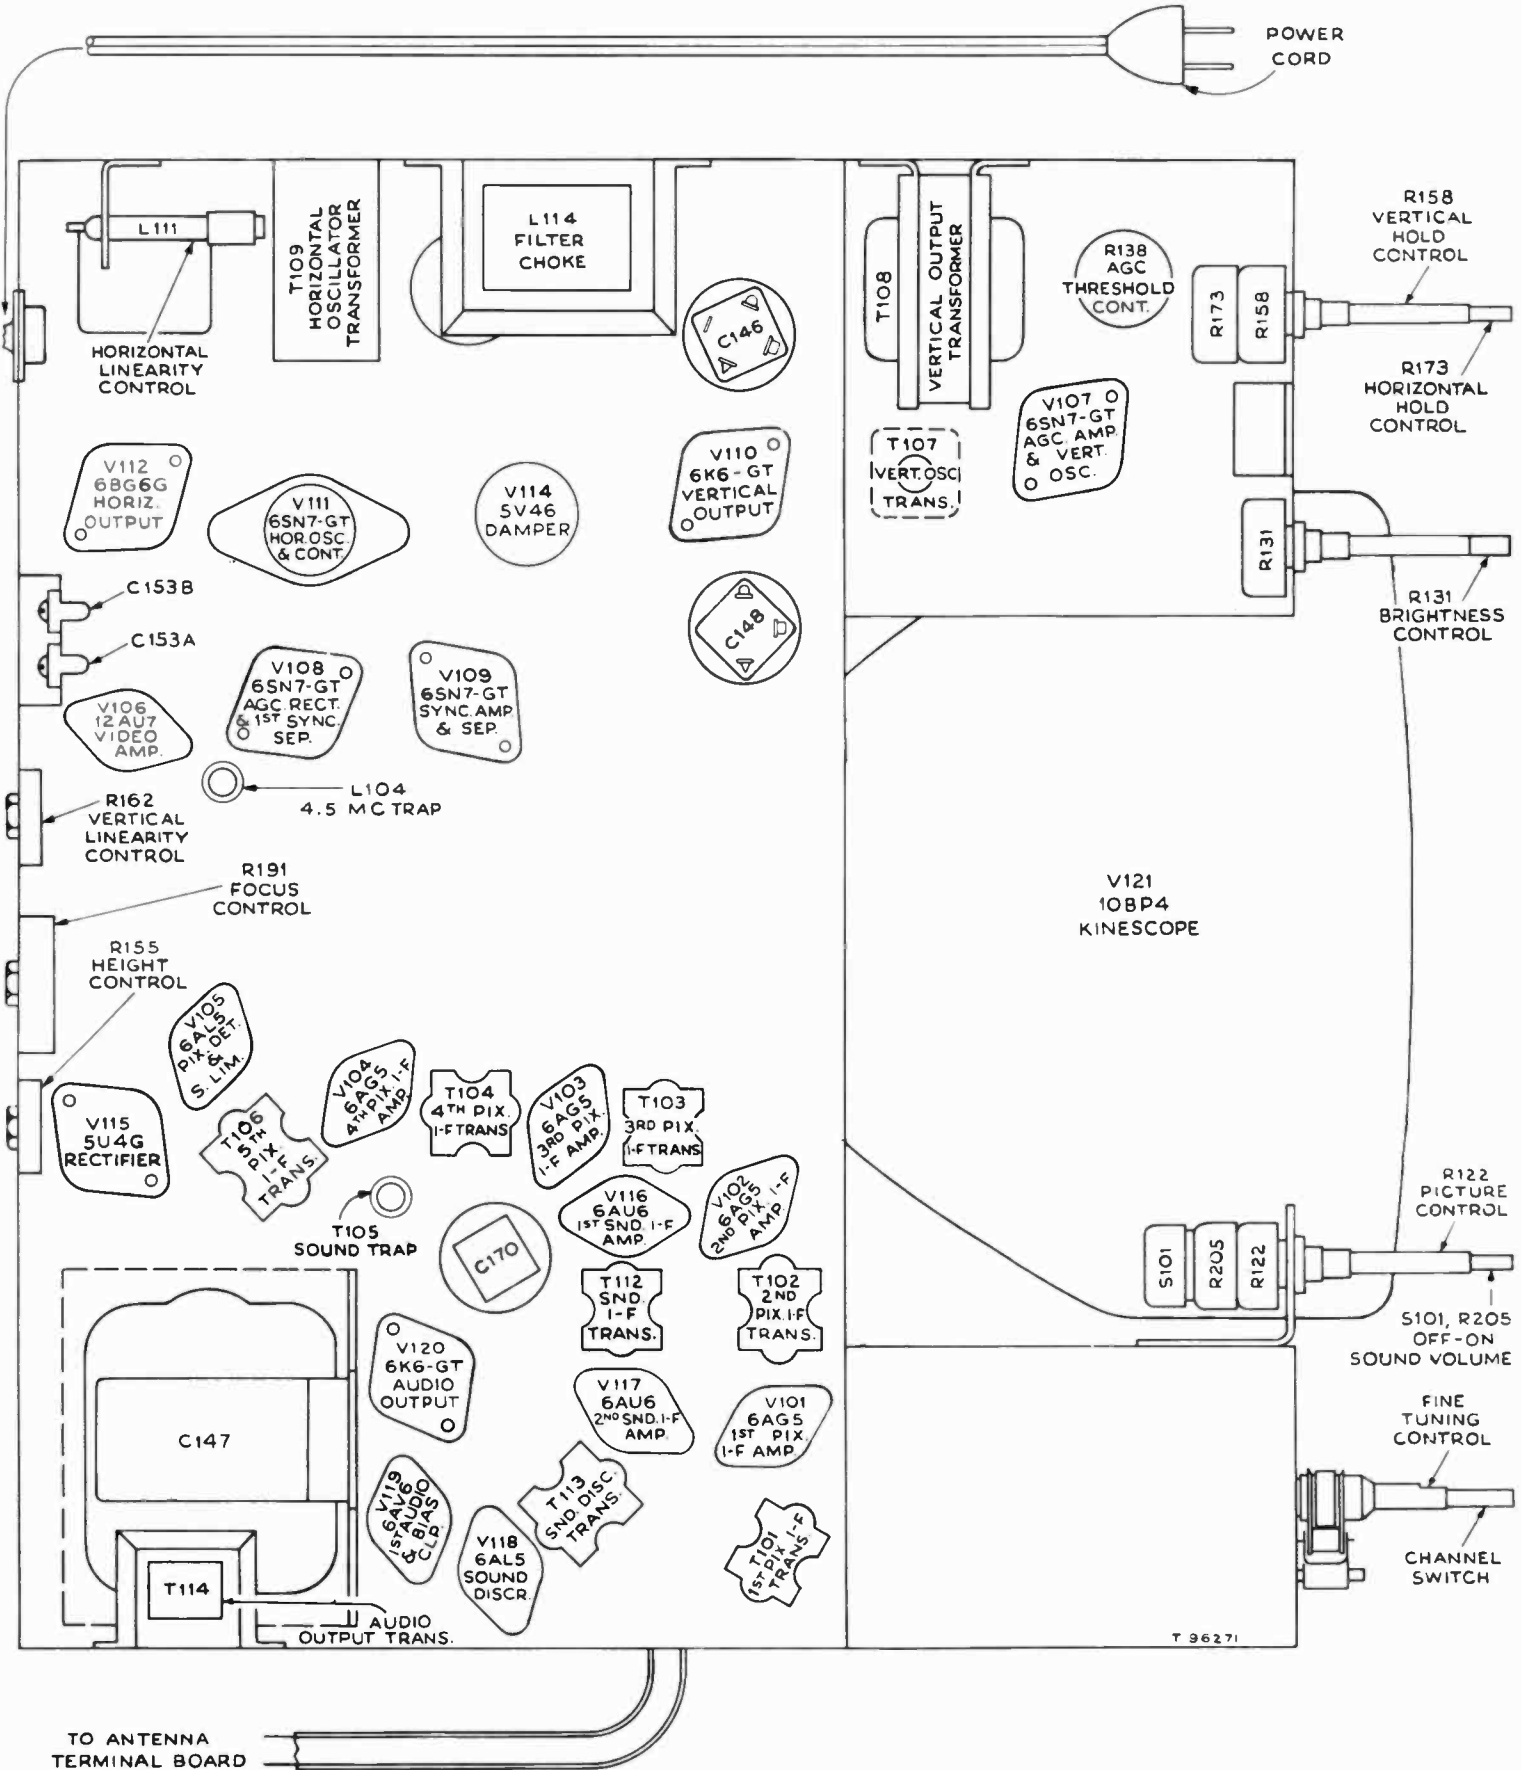 POWER
CORD
L111
HORIZONTAL
LINEARITY
CONTROL
T109
HORIZONTAL
OSCILLATOR
TRANSFORMER
L114
FILTER
CHOKE
C146
T108
VERTICAL OUTPUT
TRANSFORMER
R138
AGC
THRESHOLD
CONT.
R173
R158
R158
VERTICAL
HOLD
CONTROL
R173
HORIZONTAL
HOLD
CONTROL
V112
6BG6G
HORIZ.
OUTPUT
V111
6SN7-GT
HOR.OSC.
& CONT.
V114
5V46
DAMPER
V110
6K6-GT
VERTICAL
OUTPUT
T107
VERT.OSC
TRANS.
V107
6SN7-GT
AGC. AMP.
& VERT.
OSC.
R131
R131
BRIGHTNESS
CONTROL
C153B
C153A
C148
V106
12AU7
VIDEO
AMP.
V108
6SN7-GT
AGC.RECT.
& 1ST SYNC.
SEP.
V109
6SN7-GT
SYNC.AMP.
& SEP.
L104
4.5 MC TRAP
R162
VERTICAL
LINEARITY
CONTROL
R191
FOCUS
CONTROL
R155
HEIGHT
CONTROL
V121
10BP4
KINESCOPE
V105
6AL5
PIX. DET.
&
S. LIM.
V104
6AG5
4TH PIX. I-F
AMP.
T104
4TH PIX.
I-F TRANS
V103
6AG5
3RD PIX.
I-F AMP.
T103
3RD PIX.
I-F TRANS
V115
5U4G
RECTIFIER
T106
5TH
PIX.
I-F
TRANS.
T105
SOUND TRAP
C170
V116
6AU6
1ST SND. I-F
AMP.
V102
6AG5
2ND PIX. I-F
AMP.
T112
SND.
I-F
TRANS.
T102
2ND
PIX. I-F
TRANS.
S101
R205
R122
R122
PICTURE
CONTROL
S101, R205
OFF-ON
SOUND VOLUME
C147
V120
6K6-GT
AUDIO
OUTPUT
V117
6AU6
2ND SND. I-F
AMP.
V101
6AG5
1ST PIX.
I-F AMP.
FINE
TUNING
CONTROL
CHANNEL
SWITCH
V119
6AV6
1ST AUDIO
& BIAS
CLP.
V118
6AL5
SOUND
DISCR.
T113
SND. DISC.
TRANS.
T101
1ST PIX I-F
TRANS.
T114
AUDIO
OUTPUT TRANS.
T 96271
TO ANTENNA
TERMINAL BOARD